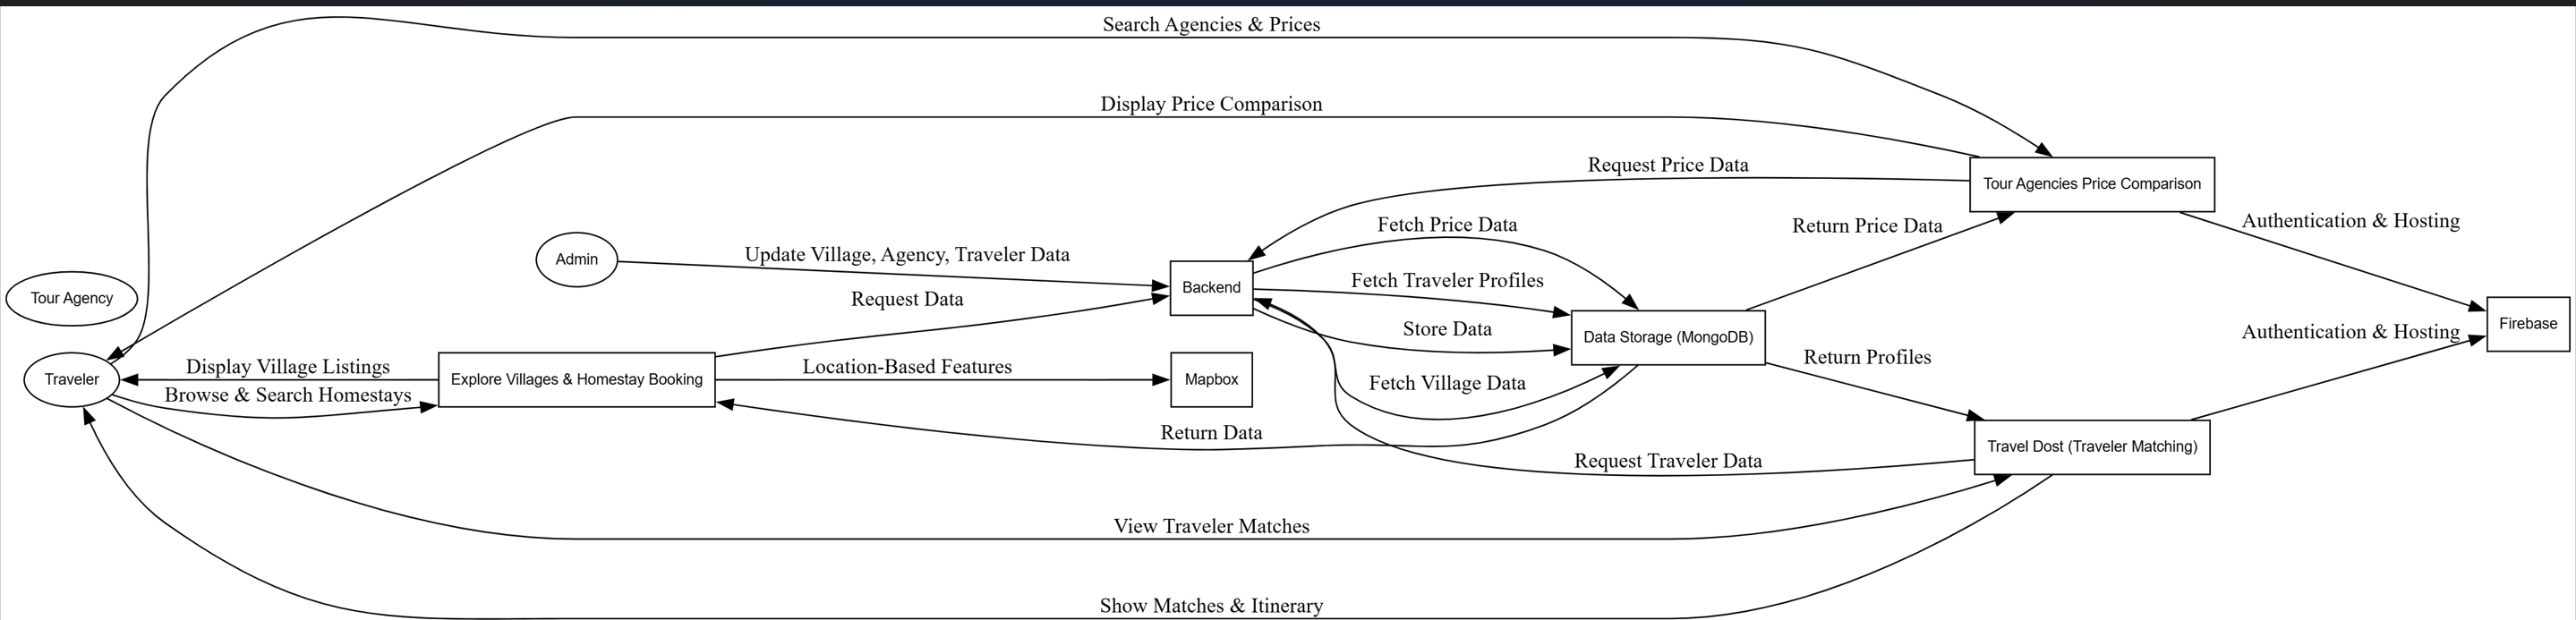 Search Agencies & Prices
Display Price Comparison
Request Price Data
Tour Agencies Price Comparison
Fetch Price Data
Return Price Data
Authentication & Hosting
Admin
Update Village, Agency, Traveler Data
Backend
Fetch Traveler Profiles
Request Data
Tour Agency
Store Data
Data Storage (MongoDB)
Firebase
Authentication & Hosting
Return Profiles
Display Village Listings
Traveler
Explore Villages & Homestay Booking
Location-Based Features
Mapbox
Fetch Village Data
Browse & Search Homestays
Return Data
Travel Dost (Traveler Matching)
Request Traveler Data
View Traveler Matches
Show Matches & Itinerary